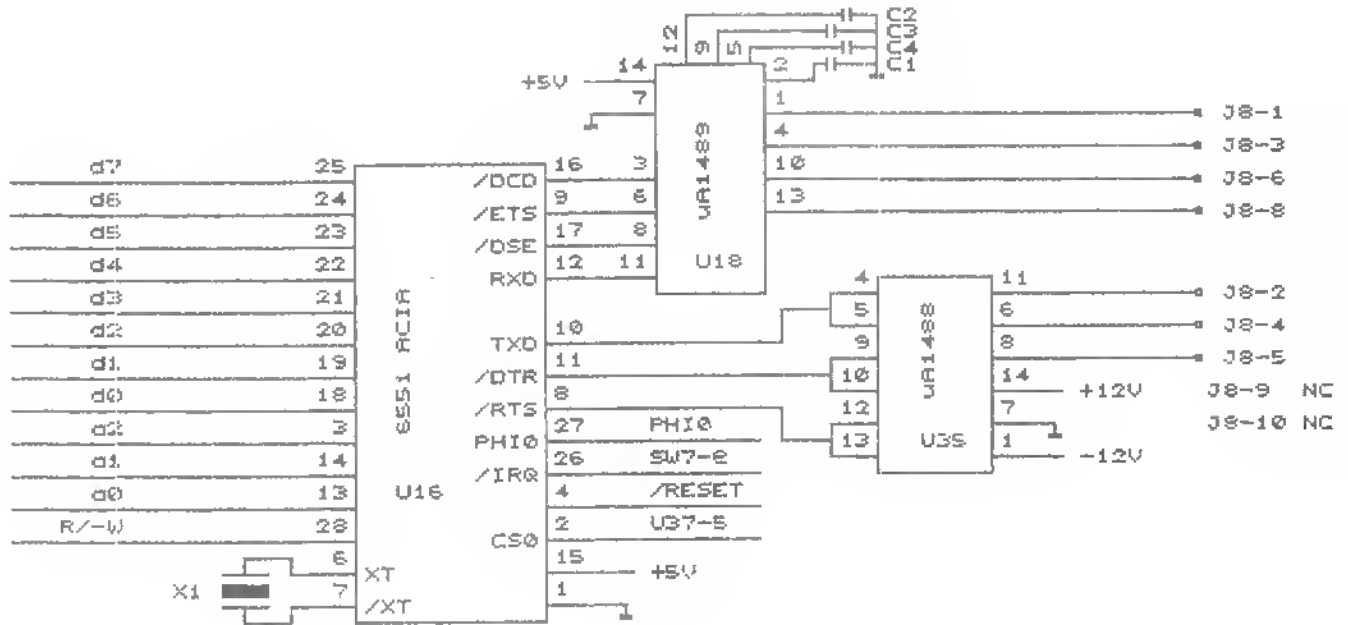 12 9 5 C2
C3
C4
C1
+5V 14 2
7 1 J8-1
4 J8-3
d7 25 /DCD 16 3 10 J8-6
d6 24 9 6 13 J8-8
/ETS
d5 23 17 8
/DSE
d4 22 12 11 U18
RXD
uA1489
d3 21 4 11 J8-2
d2 20 10 5 6 J8-4
TXD
d1 19 11 9 8 J8-5
/DTR
d0 18 8 10 14 +12V J8-9 NC
/RTS
a2 3 27 PHI0 12 7 J8-10 NC
PHI0
a1 14 26 SW7-e 13 U35 1 -12V
/IRQ
uA1488
a0 13 U16 4 /RESET
R/-W 28 2 U37-5
CS0
6551 ACIA
6 XT 15 +5V
X1
7 /XT 1